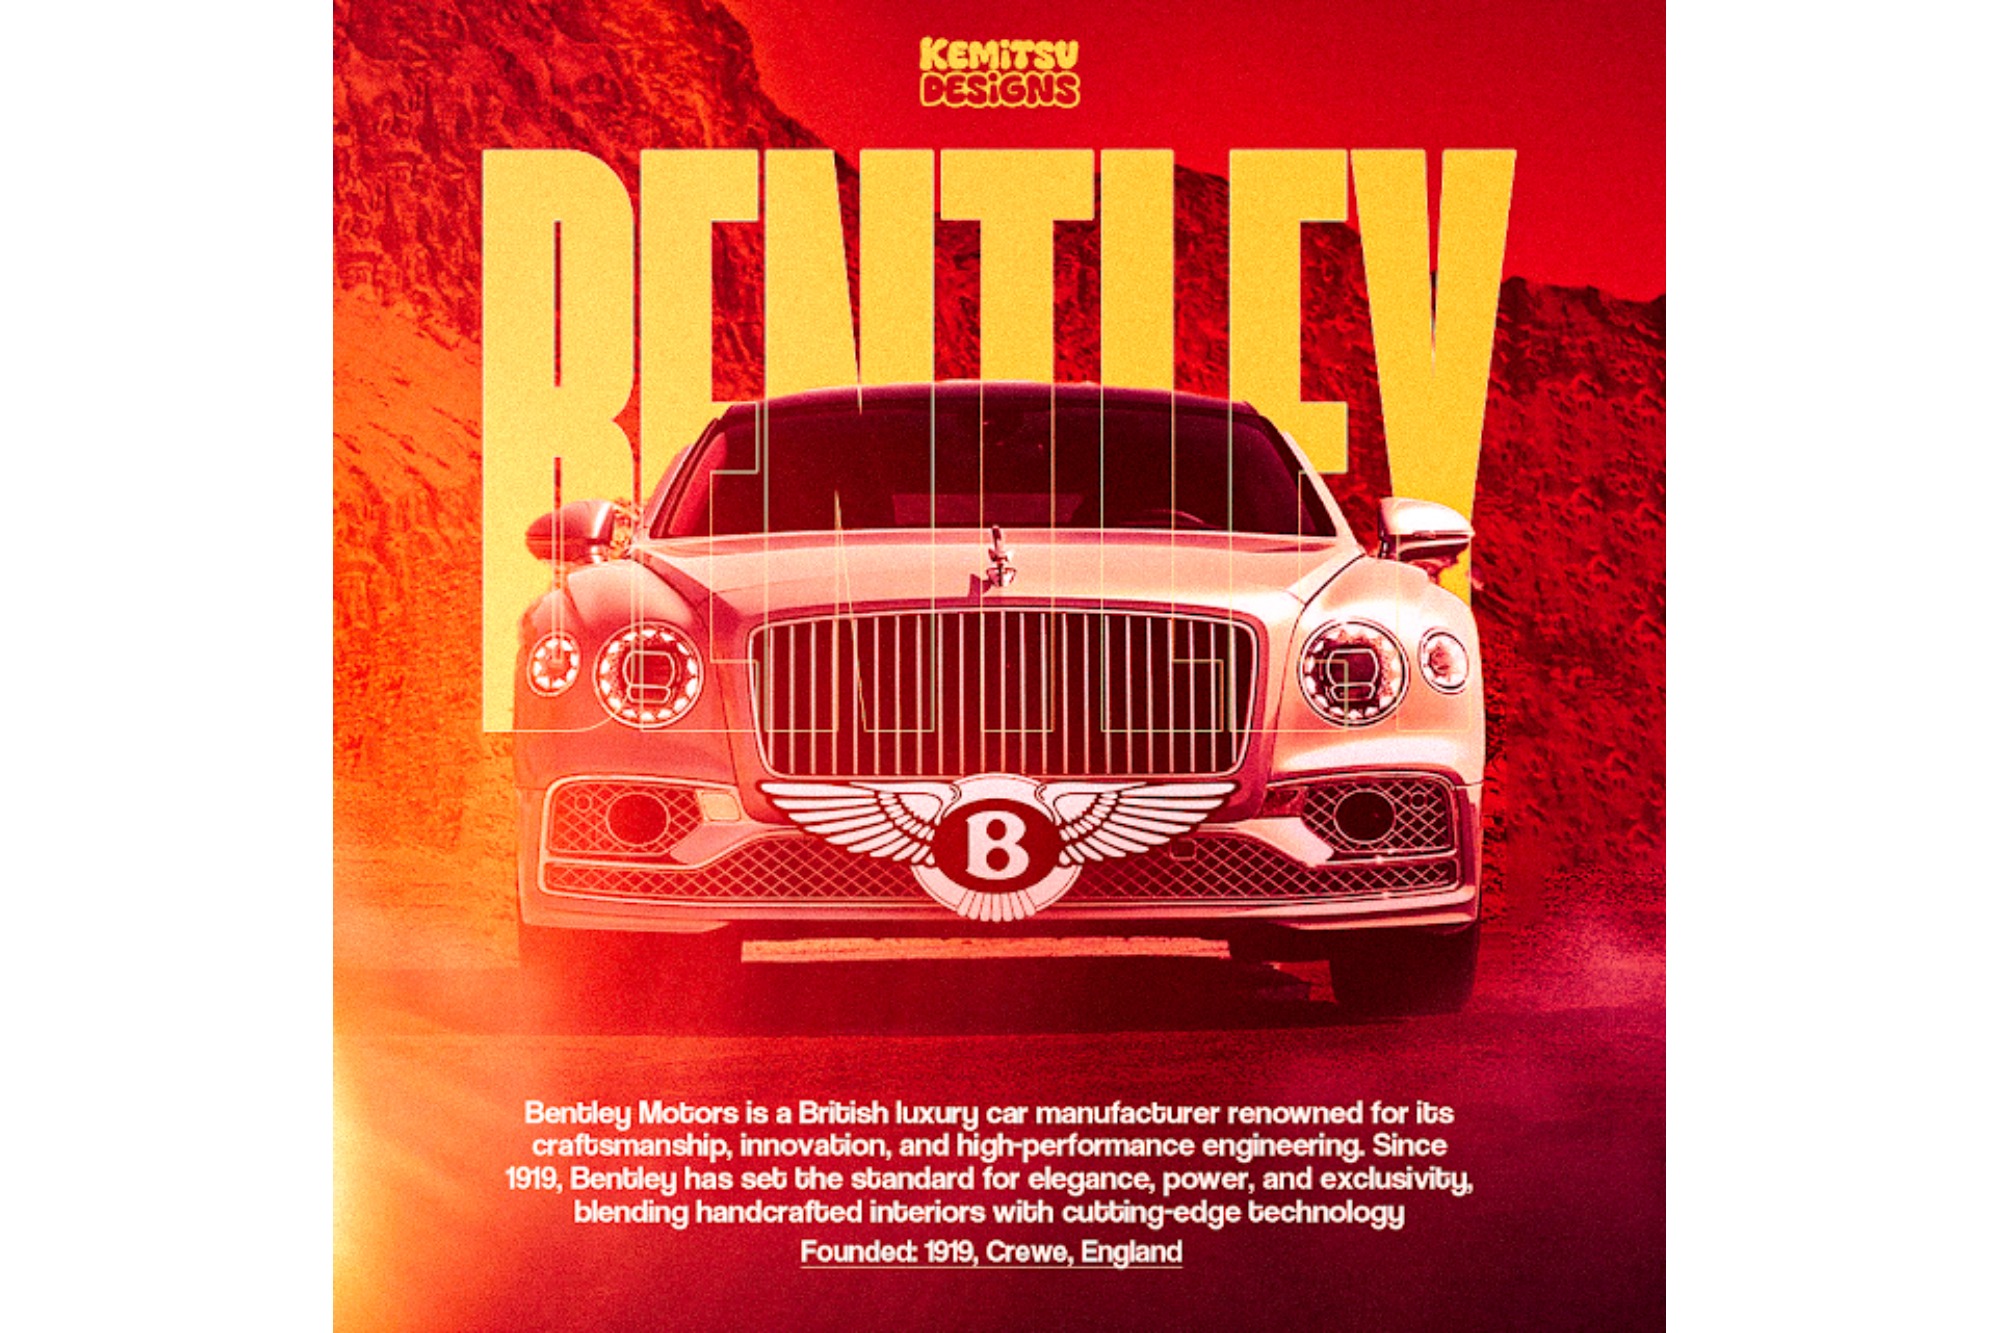 KEMiTSU
DESiGNS
BENTLEY
B
Bentley Motors is a British luxury car manufacturer renowned for its
craftsmanship, innovation, and high-performance engineering. Since
1919, Bentley has set the standard for elegance, power, and exclusivity,
blending handcrafted interiors with cutting-edge technology
Founded: 1919, Crewe, England